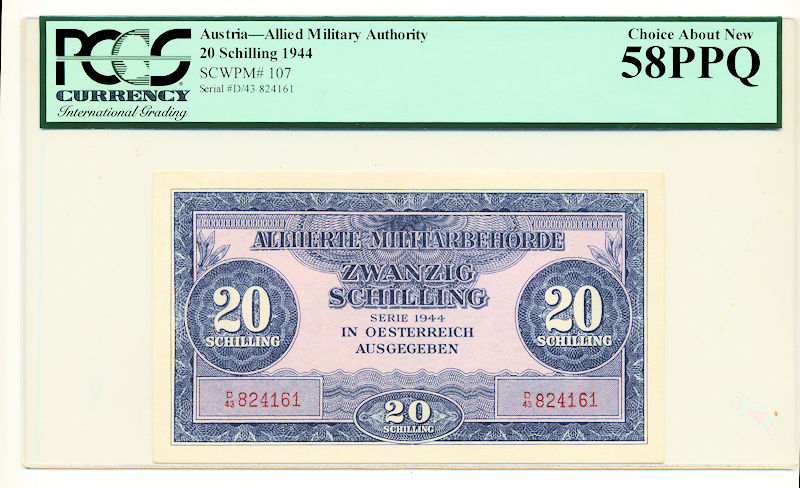 PCGS
CURRENCY
International Grading
Austria—Allied Military Authority
20 Schilling 1944
SCWPM# 107
Serial #D/43 824161
Choice About New
58PPQ
ALLIIERTE MILITÄRBEHÖRDE
ZWANZIG
SCHILLING
SERIE 1944
IN OESTERREICH
AUSGEGEBEN
20
SCHILLING
20
SCHILLING
D/43 824161
D/43 824161
20
SCHILLING